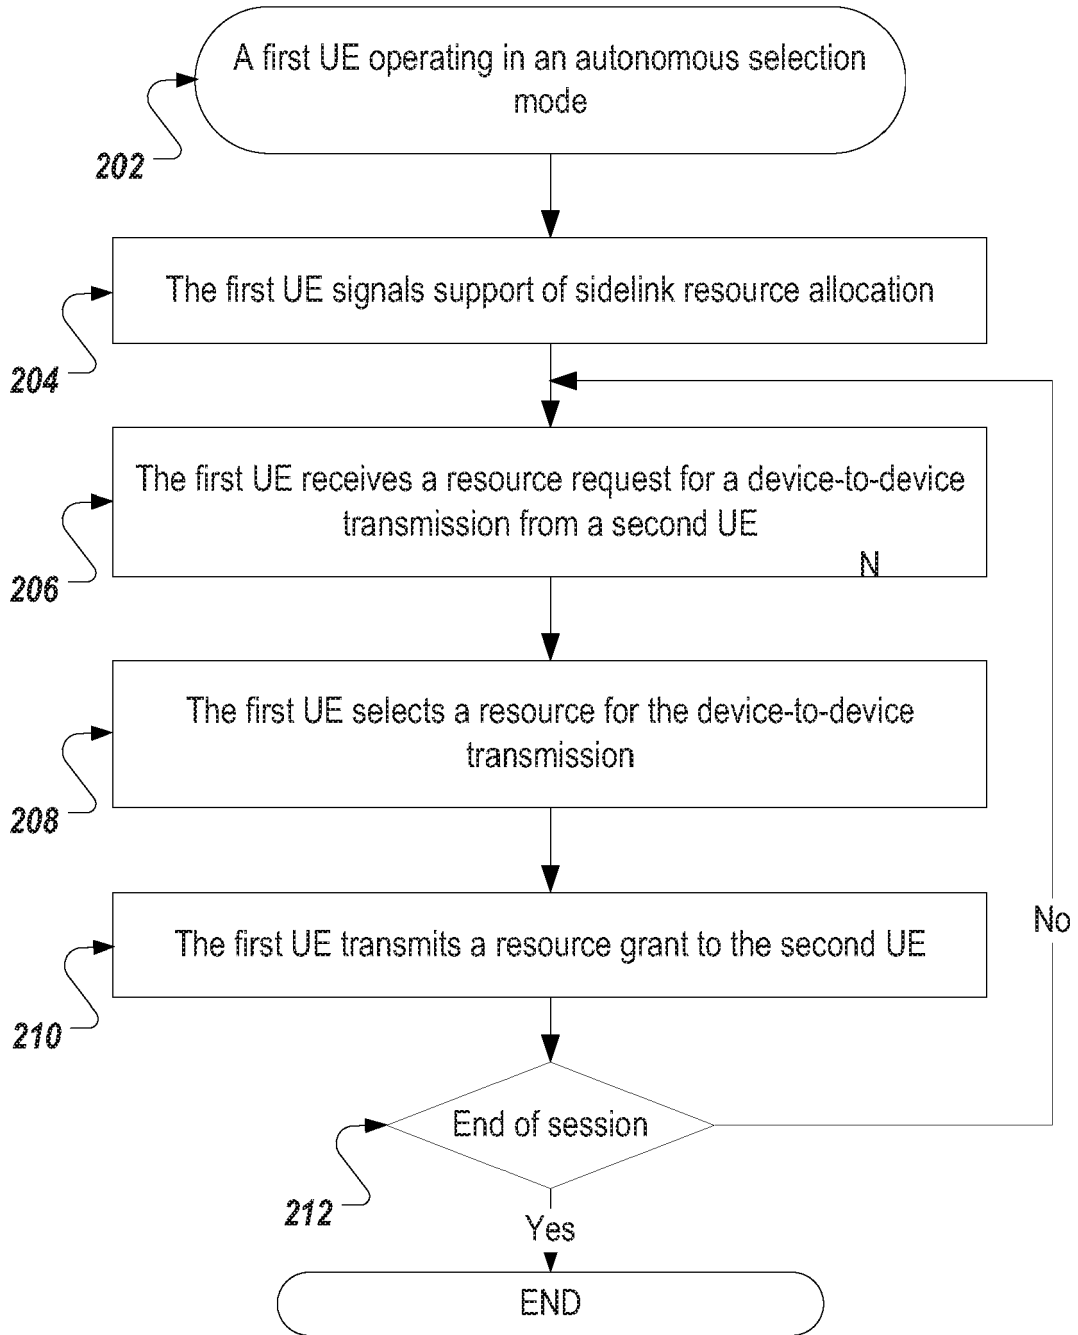 A first UE operating in an autonomous selection
mode
202
The first UE signals support of sidelink resource allocation
204
The first UE receives a resource request for a device-to-device
transmission from a second UE
N
206
The first UE selects a resource for the device-to-device
transmission
208
No
The first UE transmits a resource grant to the second UE
210
End of session
212
Yes
END